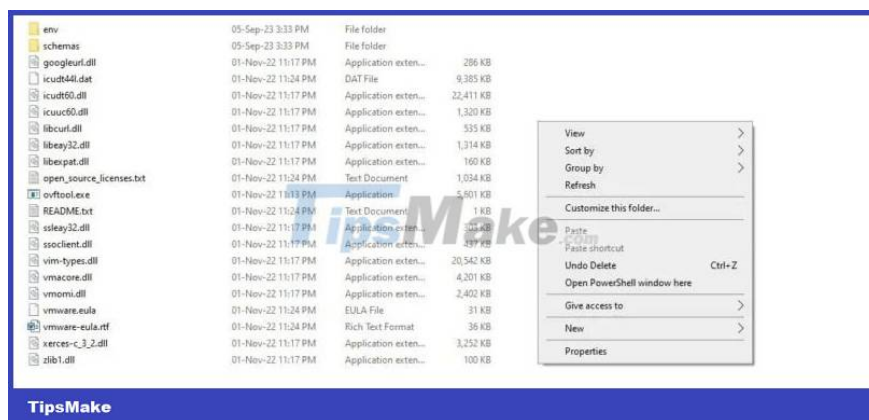 env 05-Sep-23 3:33 PM File folder
schemas 05-Sep-23 3:33 PM File folder
googleurl.dll 01-Nov-22 11:17 PM Application exten... 286 KB
icudt44l.dat 01-Nov-22 11:24 PM DAT File 9,385 KB
icudt60.dll 01-Nov-22 11:17 PM Application exten... 22,411 KB
icuuc60.dll 01-Nov-22 11:17 PM Application exten... 1,320 KB
libcurl.dll 01-Nov-22 11:17 PM Application exten... 535 KB
libeay32.dll 01-Nov-22 11:17 PM Application exten... 1,314 KB
libexpat.dll 01-Nov-22 11:17 PM Application exten... 160 KB
open_source_licenses.txt 01-Nov-22 11:24 PM Text Document 1,034 KB
ovftool.exe 01-Nov-22 11:13 PM Application 5,601 KB
README.txt 01-Nov-22 11:24 PM Text Document 1 KB
ssleay32.dll 01-Nov-22 11:17 PM Application exten... 303 KB
ssoclient.dll 01-Nov-22 11:17 PM Application exten... 437 KB
vim-types.dll 01-Nov-22 11:17 PM Application exten... 20,542 KB
vmacore.dll 01-Nov-22 11:17 PM Application exten... 4,201 KB
vmomi.dll 01-Nov-22 11:17 PM Application exten... 2,402 KB
vmware.eula 01-Nov-22 11:24 PM EULA File 31 KB
vmware-eula.rtf 01-Nov-22 11:24 PM Rich Text Format 36 KB
xerces-c_3_2.dll 01-Nov-22 11:17 PM Application exten... 3,252 KB
zlib1.dll 01-Nov-22 11:17 PM Application exten... 100 KB
View
Sort by
Group by
Refresh
Customize this folder...
Paste
Paste shortcut
Undo Delete Ctrl+Z
Open PowerShell window here
Give access to
New
Properties
TipsMake.com
TipsMake